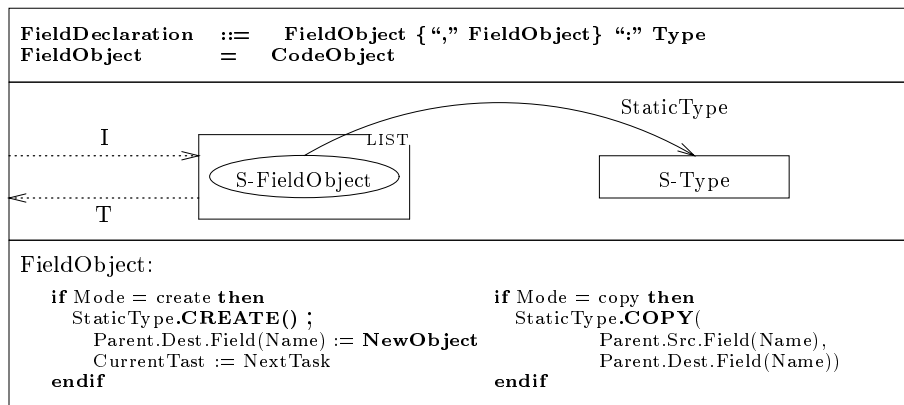 FieldDeclaration ::= FieldObject {“,” FieldObject} “:” Type
FieldObject = CodeObject
StaticType
I
LIST
S-FieldObject
S-Type
T
FieldObject:
if Mode = create then
StaticType.CREATE() ;
Parent.Dest.Field(Name) := NewObject
CurrentTast := NextTask
endif
if Mode = copy then
StaticType.COPY(
Parent.Src.Field(Name),
Parent.Dest.Field(Name))
endif